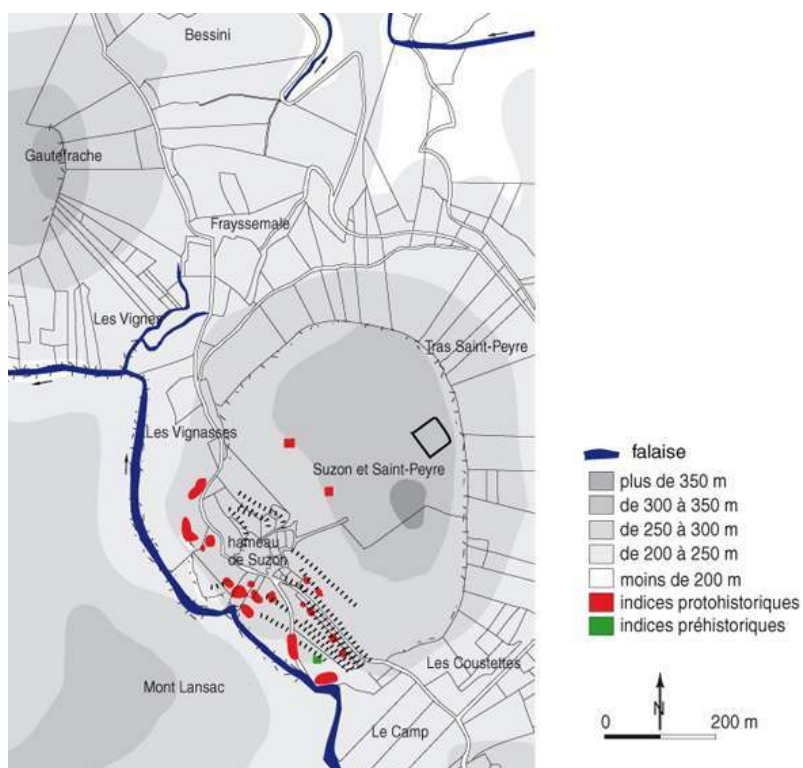 Bessini
Gautefrache
Frayssemale
Les Vignes
Tras Saint-Peyre
Les Vignasses
Suzon et Saint-Peyre
hameau
de Suzon
Les Coustettes
Mont Lansac
Le Camp
falaise
plus de 350 m
de 300 à 350 m
de 250 à 300 m
de 200 à 250 m
moins de 200 m
indices protohistoriques
indices préhistoriques
N
0 200 m